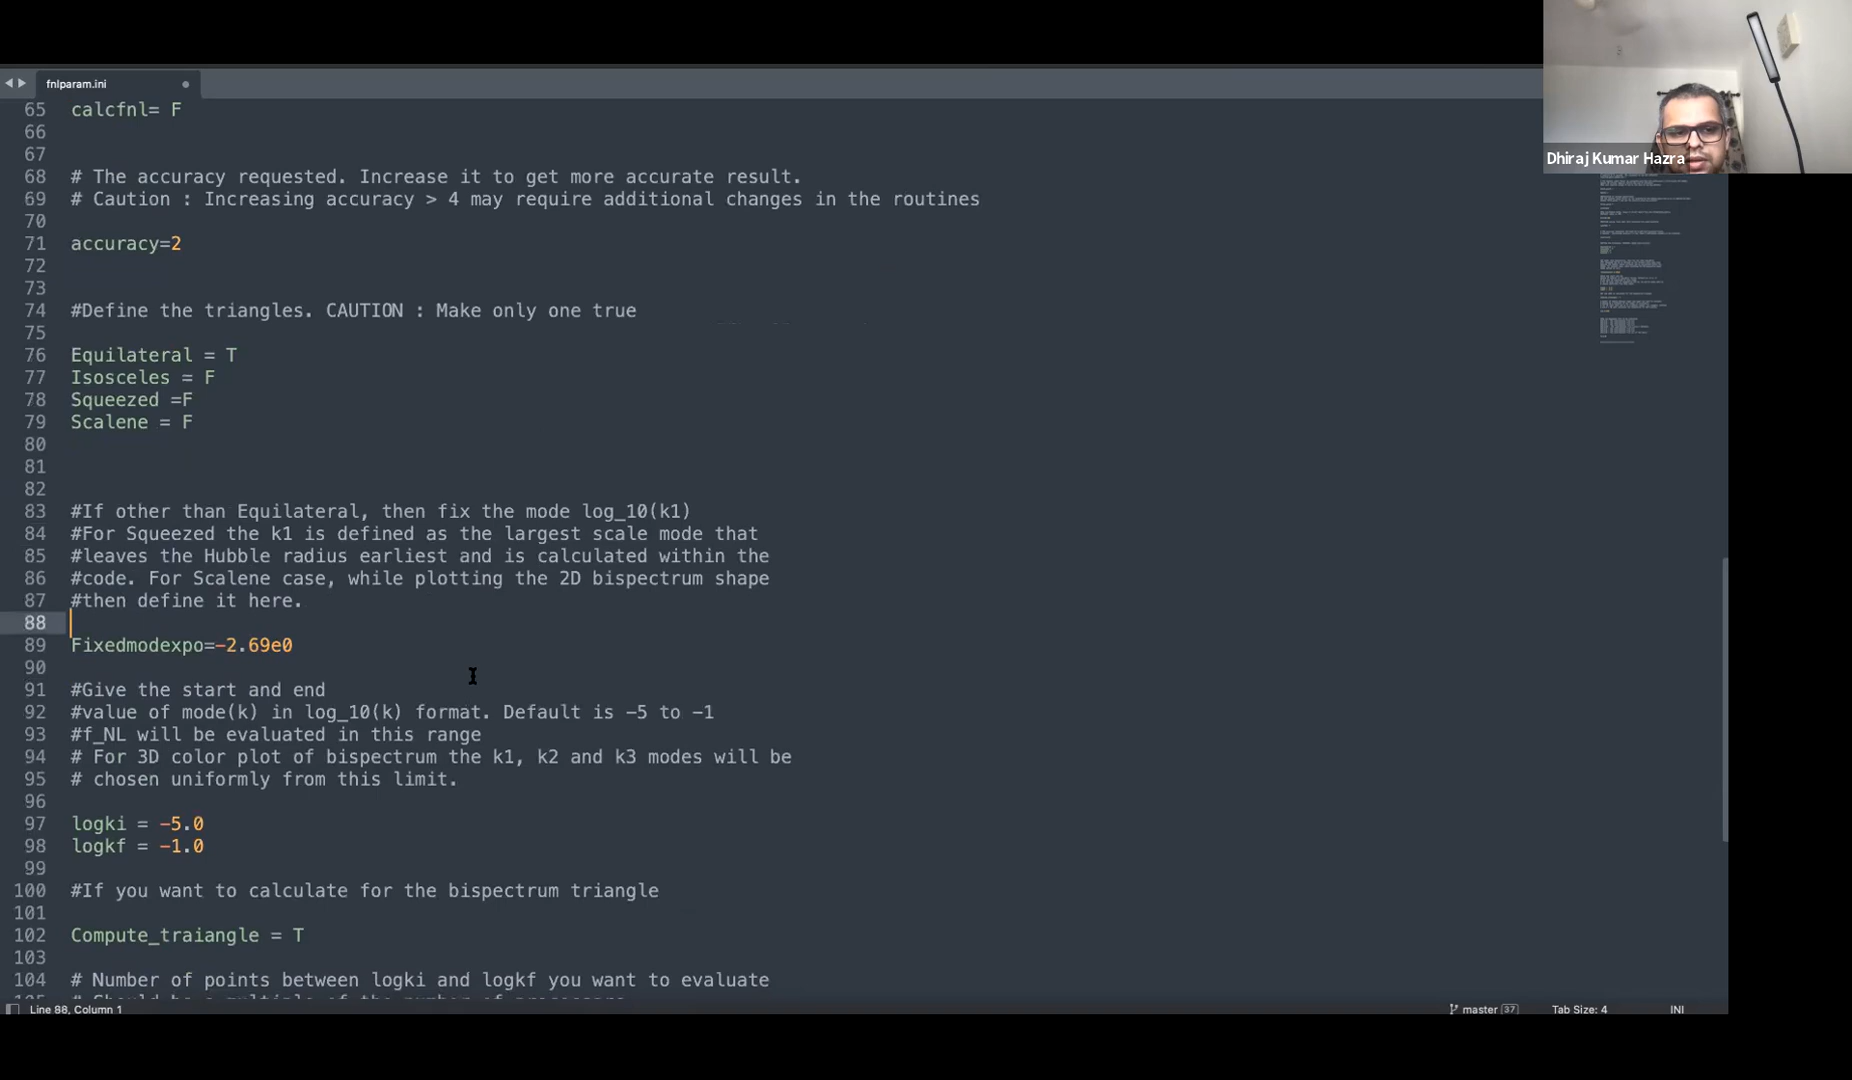 fnlparam.ini
Dhiraj Kumar Hazra
65 calcfnl= F
66
67
68 # The accuracy requested. Increase it to get more accurate result.
69 # Caution : Increasing accuracy > 4 may require additional changes in the routines
70
71 accuracy=2
72
73
74 #Define the triangles. CAUTION : Make only one true
75
76 Equilateral = T
77 Isosceles = F
78 Squeezed =F
79 Scalene = F
80
81
82
83 #If other than Equilateral, then fix the mode log_10(k1)
84 #For Squeezed the k1 is defined as the largest scale mode that
85 #leaves the Hubble radius earliest and is calculated within the
86 #code. For Scalene case, while plotting the 2D bispectrum shape
87 #then define it here.
88
89 Fixedmodexpo=-2.69e0
90
91 #Give the start and end
92 #value of mode(k) in log_10(k) format. Default is -5 to -1
93 #f_NL will be evaluated in this range
94 # For 3D color plot of bispectrum the k1, k2 and k3 modes will be
95 # chosen uniformly from this limit.
96
97 logki = -5.0
98 logkf = -1.0
99
100 #If you want to calculate for the bispectrum triangle
101
102 Compute_traiangle = T
103
104 # Number of points between logki and logkf you want to evaluate
105 # Should be a multiple of the number of processors
Line 88, Column 1
master 37
Tab Size: 4
INI